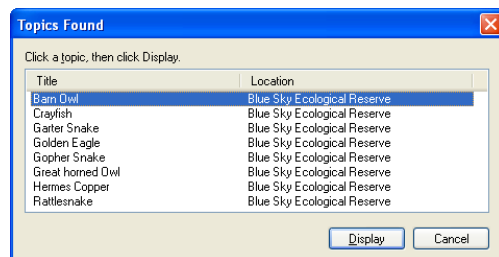 Topics Found
Click a topic, then click Display.
Title Location
Barn Owl Blue Sky Ecological Reserve
Crayfish Blue Sky Ecological Reserve
Garter Snake Blue Sky Ecological Reserve
Golden Eagle Blue Sky Ecological Reserve
Gopher Snake Blue Sky Ecological Reserve
Great horned Owl Blue Sky Ecological Reserve
Hermes Copper Blue Sky Ecological Reserve
Rattlesnake Blue Sky Ecological Reserve
Display Cancel